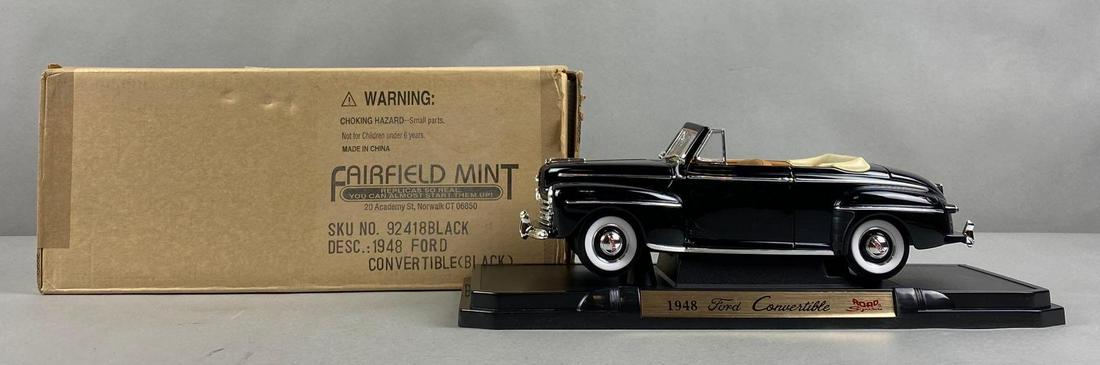 ⚠ WARNING:
CHOKING HAZARD--Small parts.
Not for Children under 6 years.
MADE IN CHINA
FAIRFIELD MINT
REPLICAS SO REAL
YOU CAN ALMOST START THEM UP!
20 Academy St, Norwalk CT 06850
SKU NO. 92418BLACK
DESC.:1948 FORD
CONVERTIBLE(BLACK)
1948 Ford Convertible
ROAD